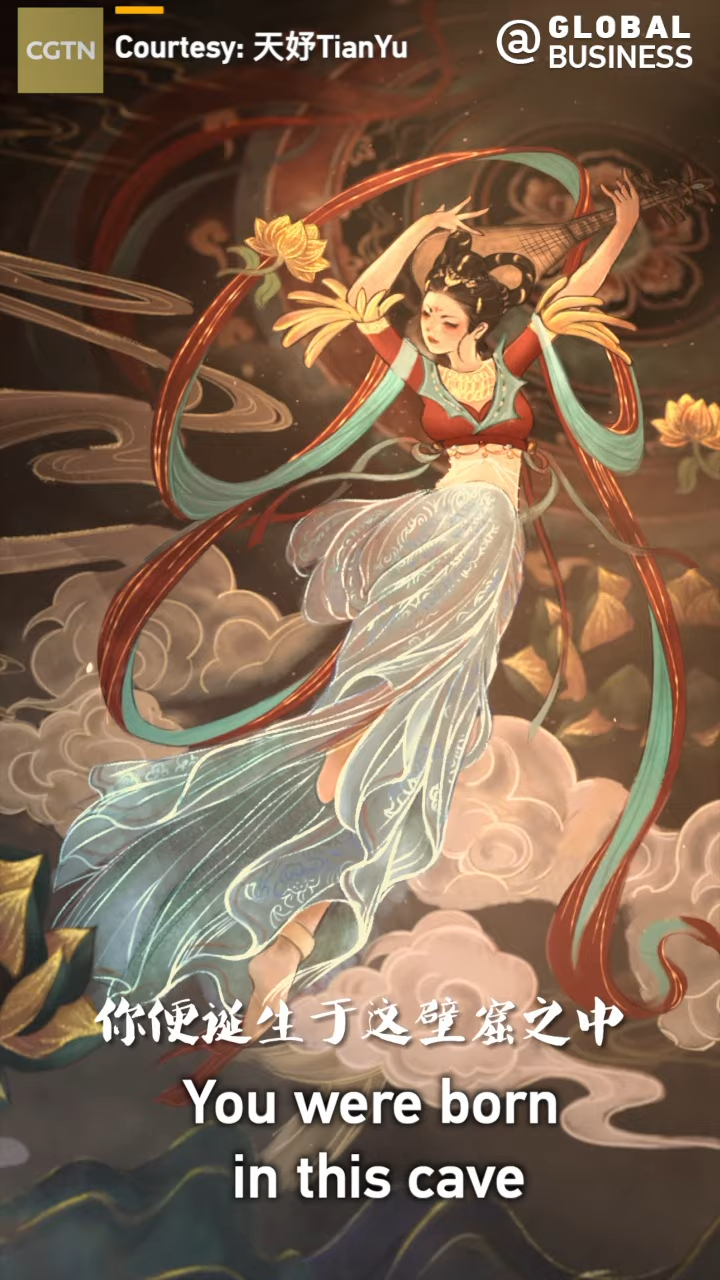 CGTN
Courtesy: 天妤TianYu
@GLOBAL
BUSINESS
你便诞生于这壁窟之中
You were born
in this cave